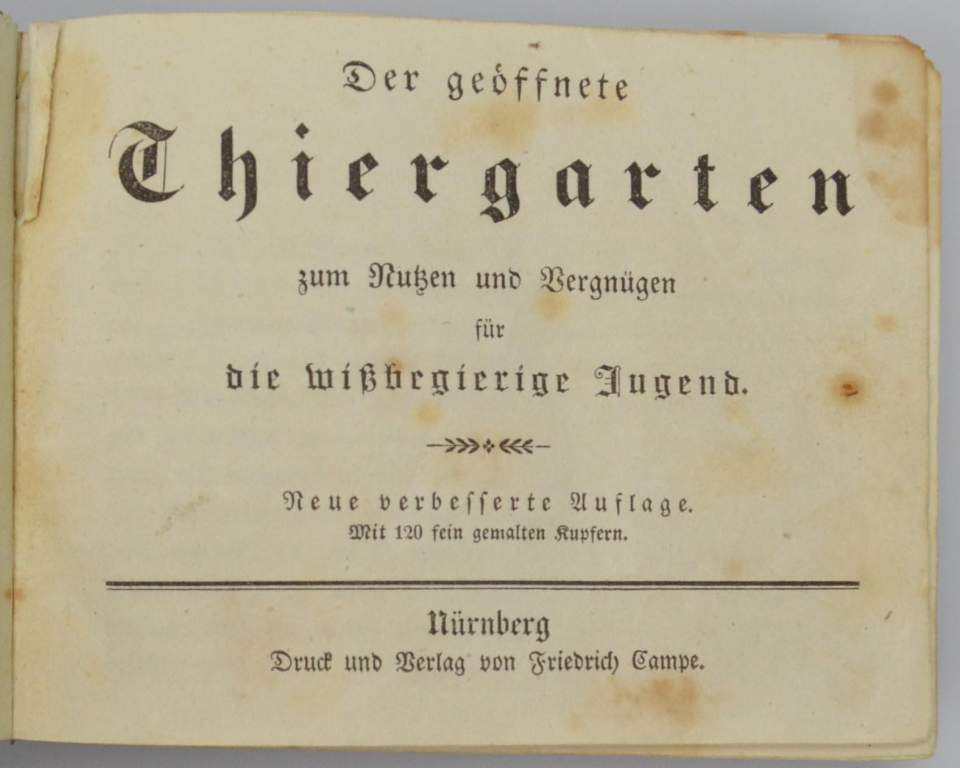 Der geöffnete
Thiergarten
zum Nutzen und Vergnügen
für
die wißbegierige Jugend.
Neue verbesserte Auflage.
Mit 120 fein gemalten Kupfern.
Nürnberg
Druck und Verlag von Friedrich Campe.